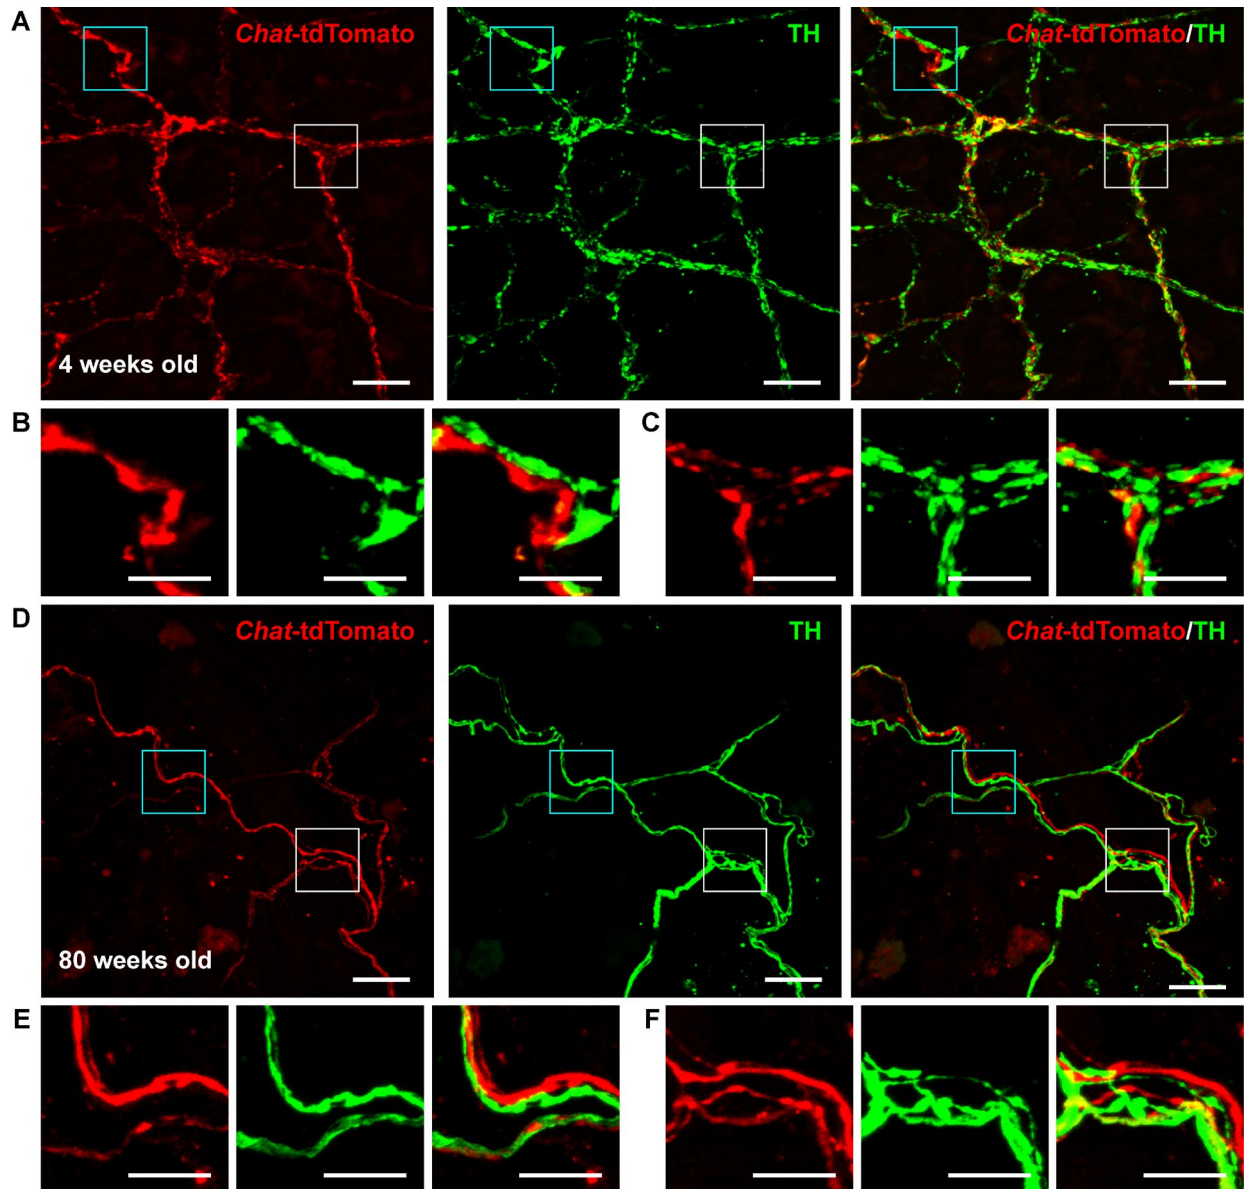 A
Chat-tdTomato
TH
Chat-tdTomato/TH
4 weeks old
B
C
D
Chat-tdTomato
TH
Chat-tdTomato/TH
80 weeks old
E
F